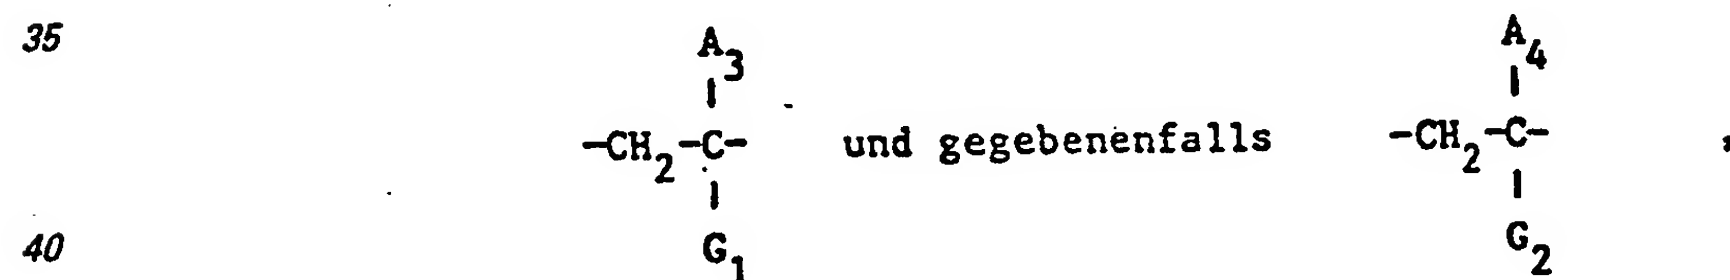 35 A₃ A₄
-CH₂-C- und gegebenenfalls -CH₂-C- ,
40 G₁ G₂